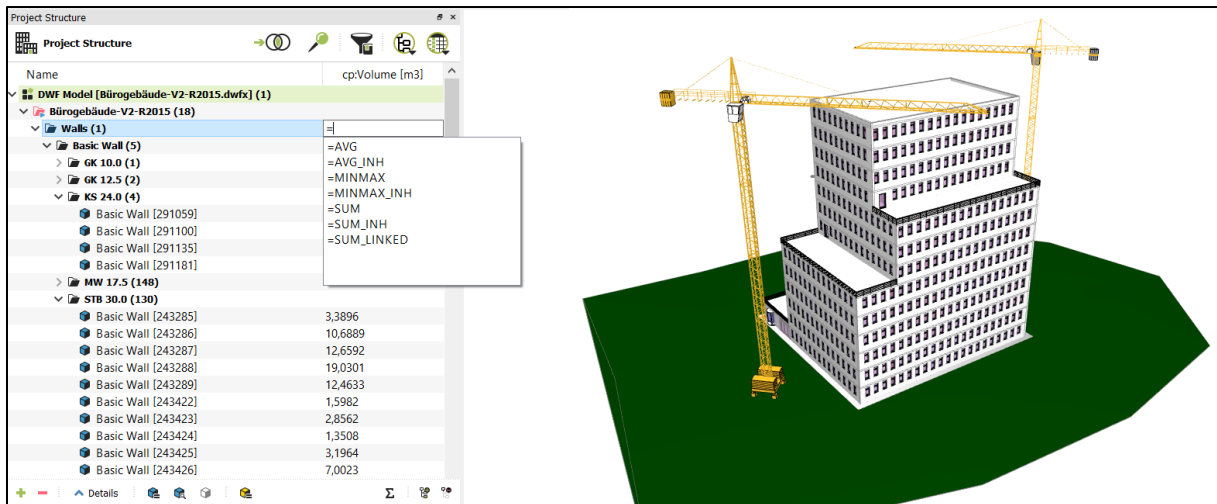 Project Structure
Project Structure
Name cp:Volume [m3]
DWF Model [Bürogebäude-V2-R2015.dwfx] (1)
Bürogebäude-V2-R2015 (18)
Walls (1) =
Basic Wall (5) =AVG
GK 10.0 (1) =AVG_INH
GK 12.5 (2) =MINMAX
KS 24.0 (4) =MINMAX_INH
Basic Wall [291059] =SUM
Basic Wall [291100] =SUM_INH
Basic Wall [291135] =SUM_LINKED
Basic Wall [291181]
MW 17.5 (148)
STB 30.0 (130)
Basic Wall [243285] 3,3896
Basic Wall [243286] 10,6889
Basic Wall [243287] 12,6592
Basic Wall [243288] 19,0301
Basic Wall [243289] 12,4633
Basic Wall [243422] 1,5982
Basic Wall [243423] 2,8562
Basic Wall [243424] 1,3508
Basic Wall [243425] 3,1964
Basic Wall [243426] 7,0023
Details Σ